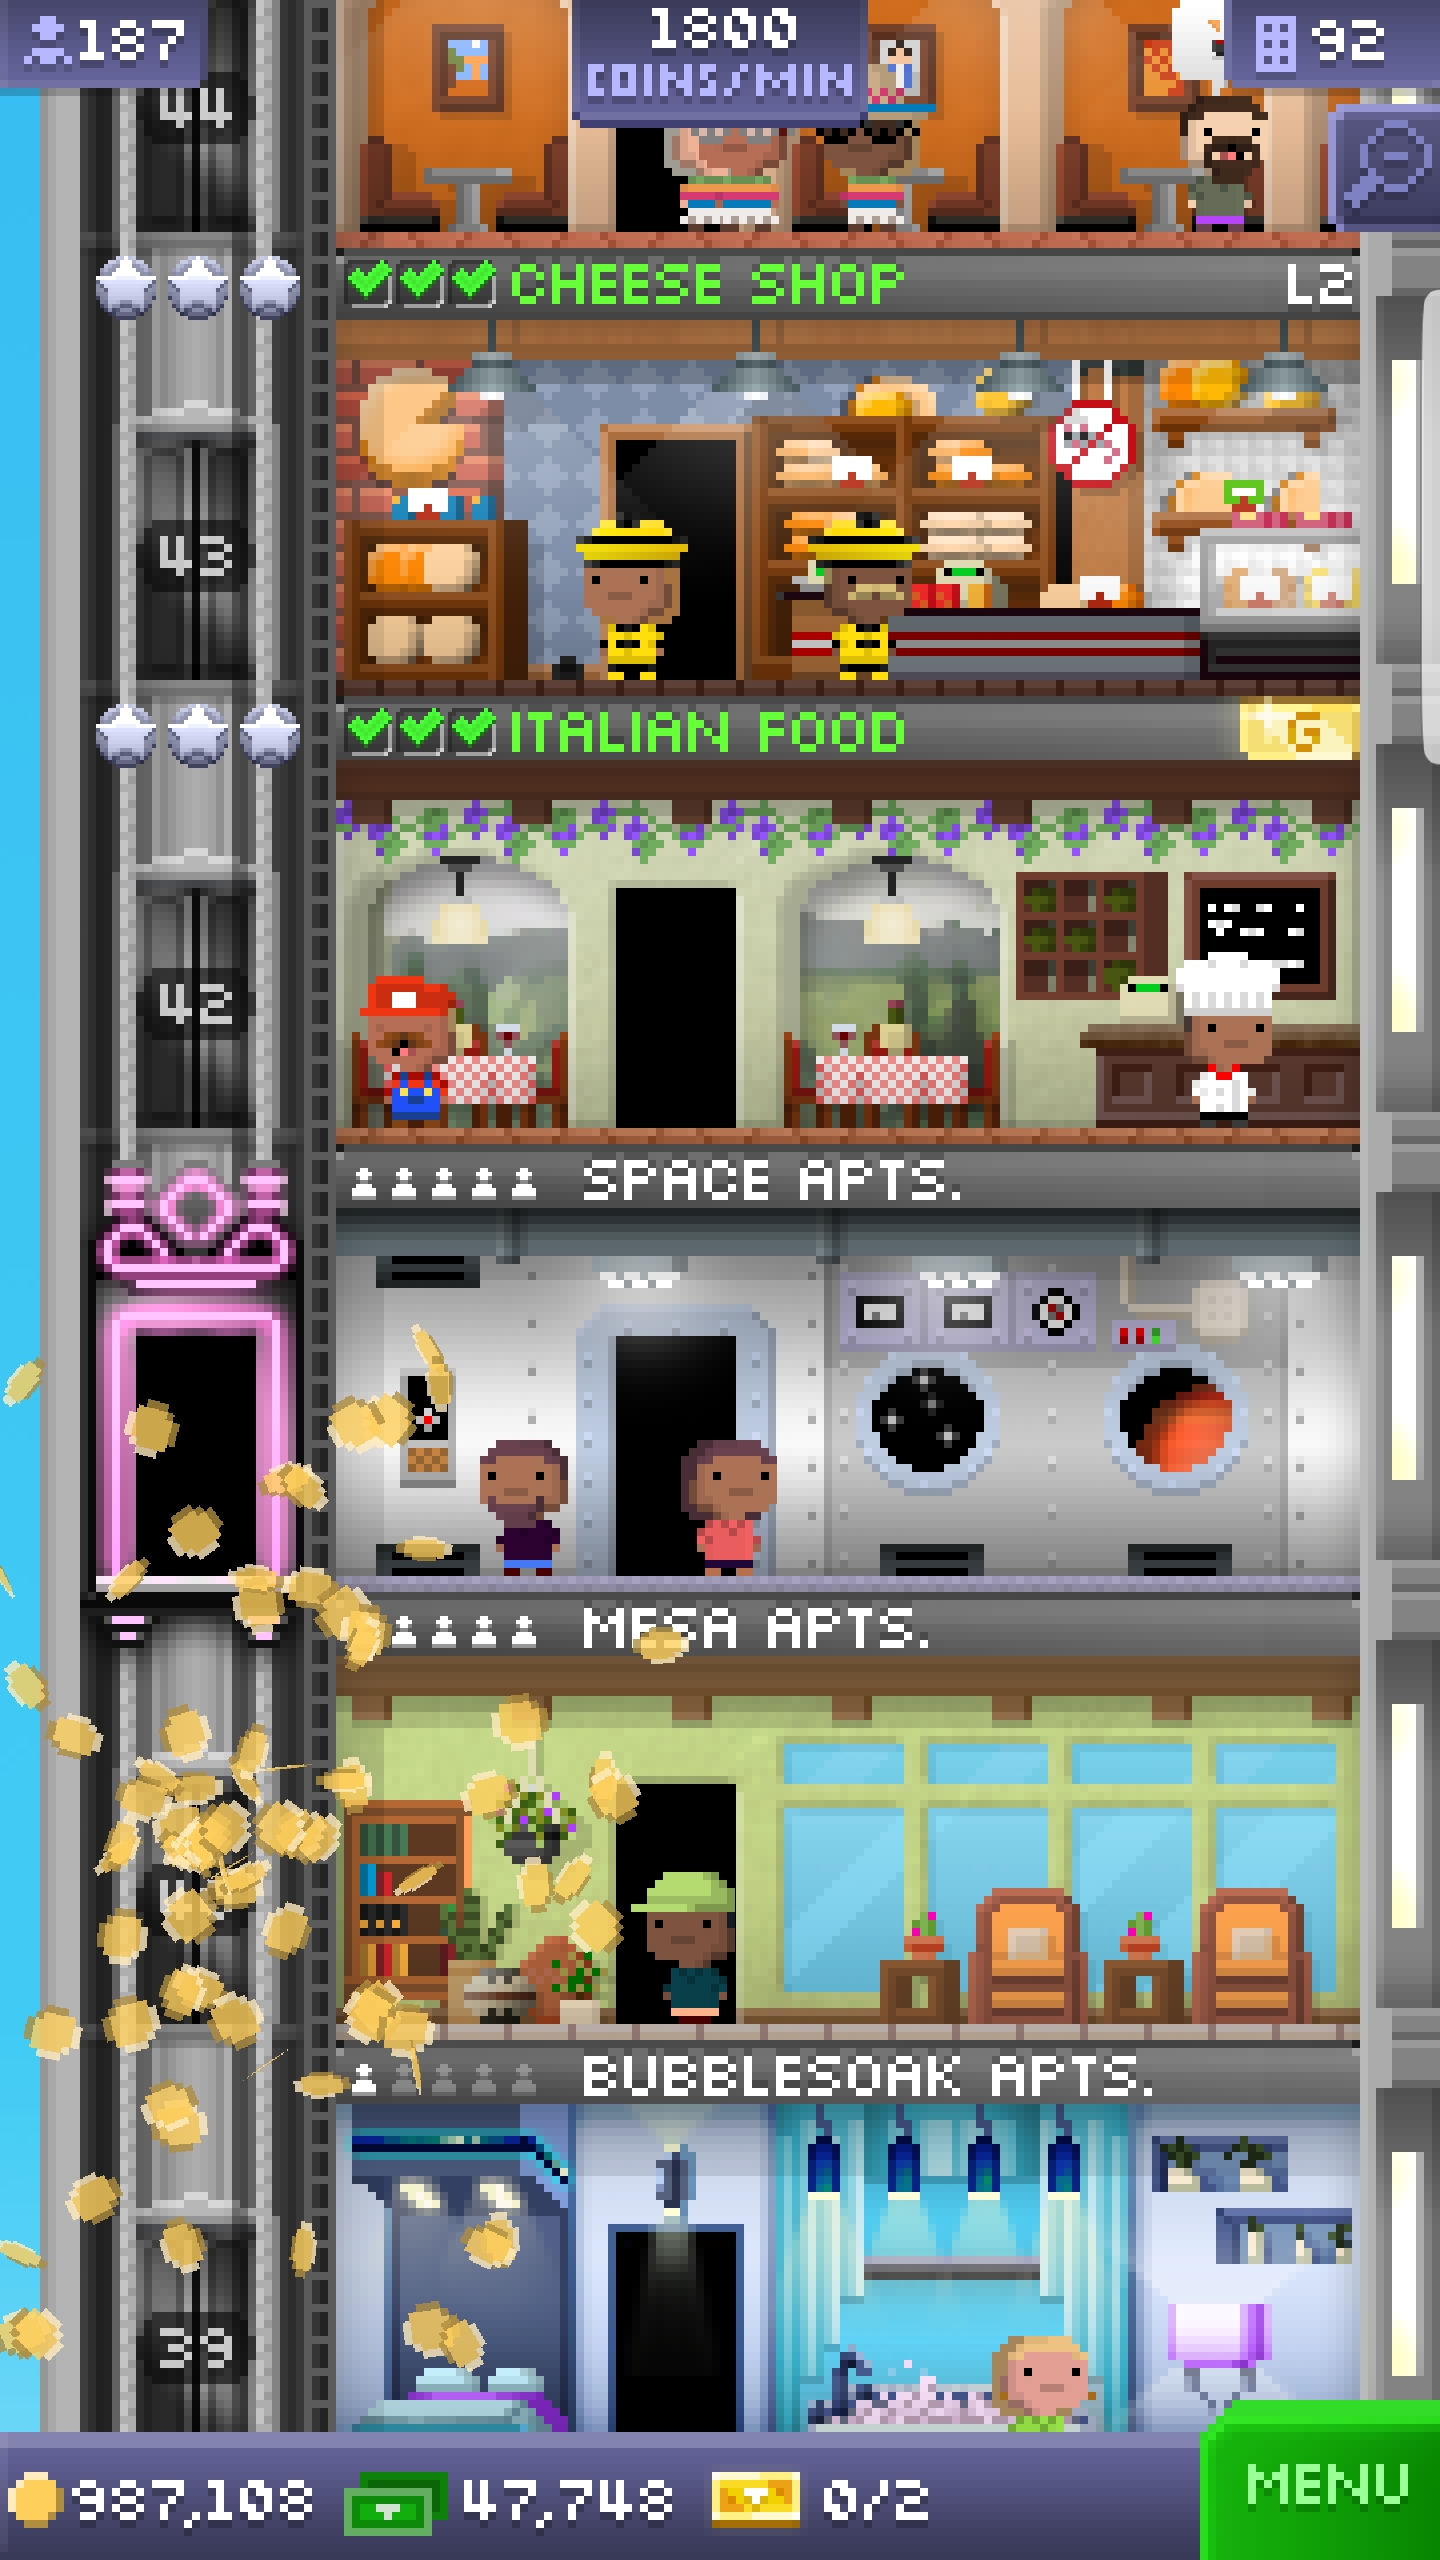 187
1800
COINS/MIN
92
44
CHEESE SHOP
L2
43
ITALIAN FOOD
G
42
SPACE APTS.
MESA APTS.
BUBBLESOAK APTS.
39
987,108
47,748
0/2
MENU